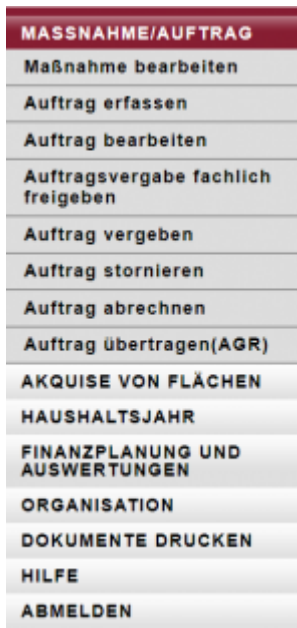 MASSNAHME/AUFTRAG
Maßnahme bearbeiten
Auftrag erfassen
Auftrag bearbeiten
Auftragsvergabe fachlich
freigeben
Auftrag vergeben
Auftrag stornieren
Auftrag abrechnen
Auftrag übertragen(AGR)
AKQUISE VON FLÄCHEN
HAUSHALTSJAHR
FINANZPLANUNG UND
AUSWERTUNGEN
ORGANISATION
DOKUMENTE DRUCKEN
HILFE
ABMELDEN